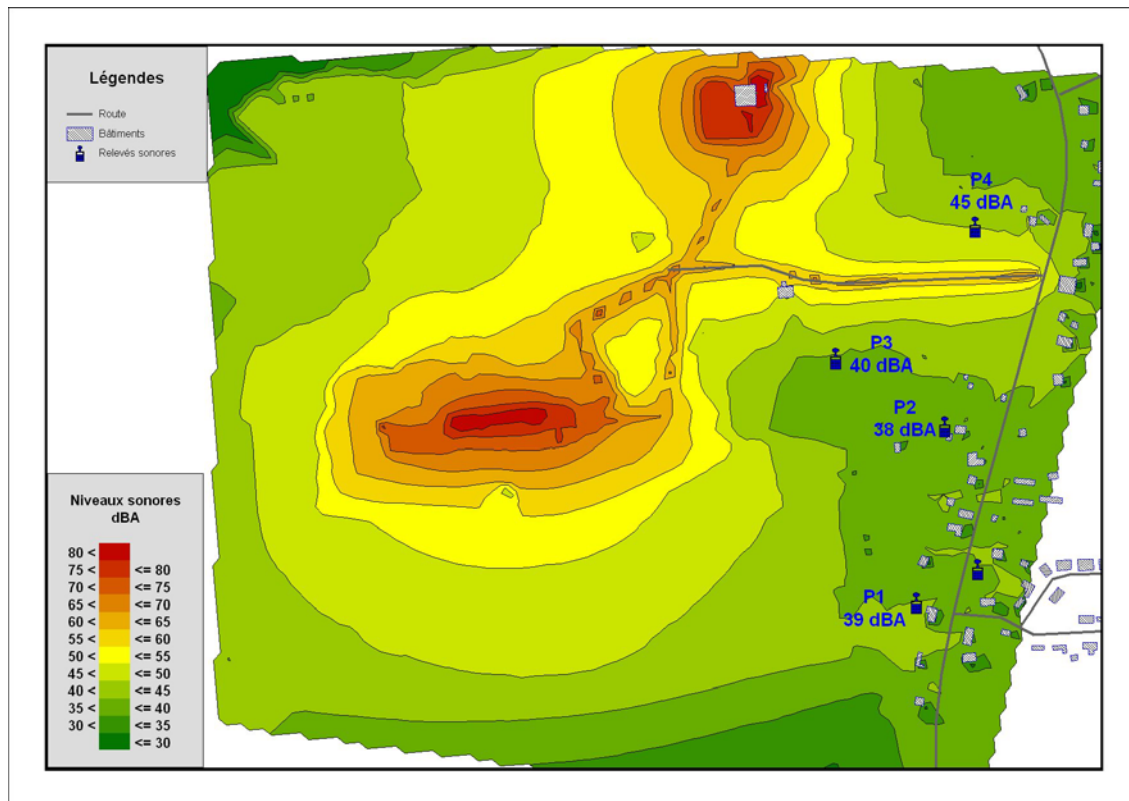 Légendes
Route
Bâtiments
Relevés sonores
P4
45 dBA
P3
40 dBA
P2
38 dBA
P1
39 dBA
Niveaux sonores
dBA
80 <
75 < <= 80
70 < <= 75
65 < <= 70
60 < <= 65
55 < <= 60
50 < <= 55
45 < <= 50
40 < <= 45
35 < <= 40
30 < <= 35
<= 30